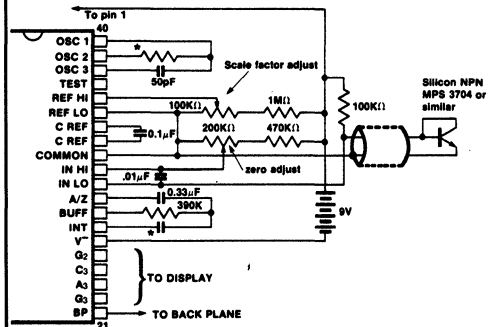 To pin 1
40
OSC 1
OSC 2
OSC 3
TEST
REF HI
REF LO
C REF
C REF
COMMON
IN HI
IN LO
A/Z
BUFF
INT
V⁻
G₂
C₃
A₃
G₃
BP
21
*
50pF
Scale factor adjust
100KΩ
1MΩ
200KΩ
470KΩ
0.1μF
zero adjust
.01μF
0.33μF
390K
*
9V
100KΩ
Silicon NPN
MPS 3704 or
similar
TO DISPLAY
TO BACK PLANE